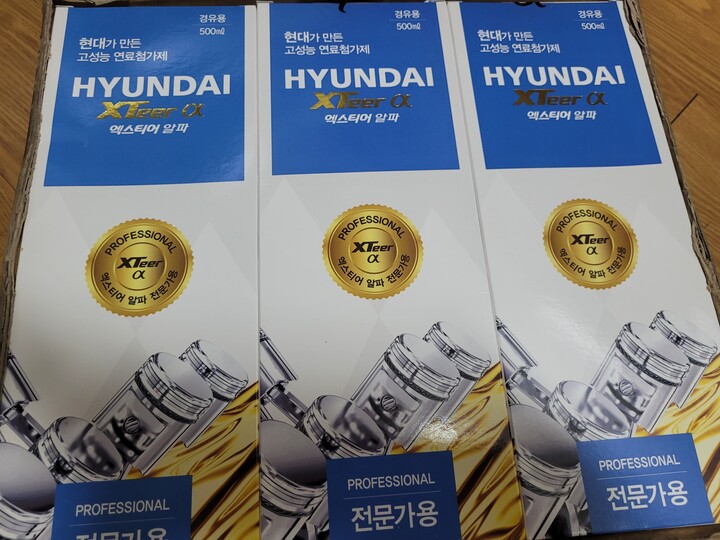 경유용
500㎖
현대가 만든
고성능 연료첨가제
HYUNDAI
XTeer α
엑스티어 알파
PROFESSIONAL
XTeer
α
엑스티어 알파 전문가용
PROFESSIONAL
전문가용
경유용
500㎖
현대가 만든
고성능 연료첨가제
HYUNDAI
XTeer α
엑스티어 알파
PROFESSIONAL
XTeer
α
엑스티어 알파 전문가용
PROFESSIONAL
전문가용
경유용
500㎖
현대가 만든
고성능 연료첨가제
HYUNDAI
XTeer α
엑스티어 알파
PROFESSIONAL
XTeer
α
엑스티어 알파 전문가용
PROFESSIONAL
전문가용